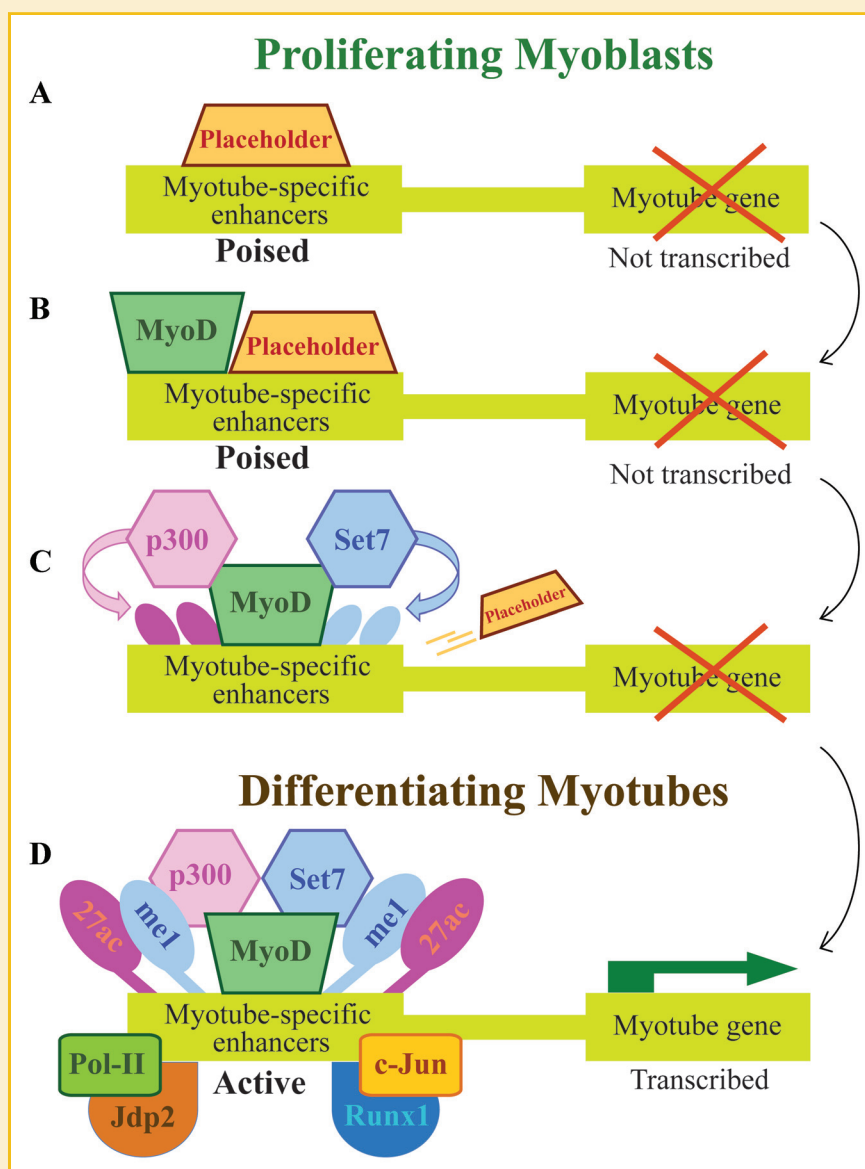 Proliferating Myoblasts
A
Placeholder
Myotube-specific
enhancers
Poised
Myotube gene
Not transcribed
B
MyoD
Placeholder
Myotube-specific
enhancers
Poised
Myotube gene
Not transcribed
C
p300
Set7
MyoD
Placeholder
Myotube-specific
enhancers
Myotube gene
Differentiating Myotubes
D
p300
Set7
27ac
me1
MyoD
me1
27ac
Myotube-specific
enhancers
Active
Pol-II
Jdp2
c-Jun
Runx1
Myotube gene
Transcribed